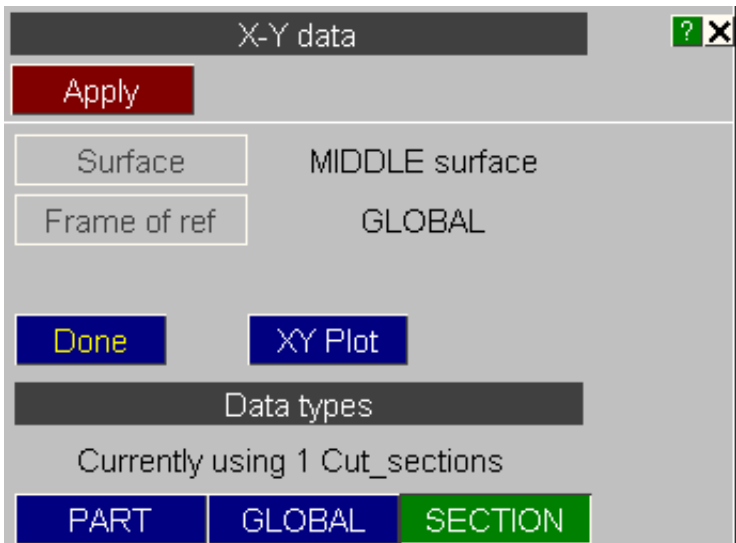 X-Y data ? X
Apply
Surface MIDDLE surface
Frame of ref GLOBAL
Done XY Plot
Data types
Currently using 1 Cut_sections
PART GLOBAL SECTION